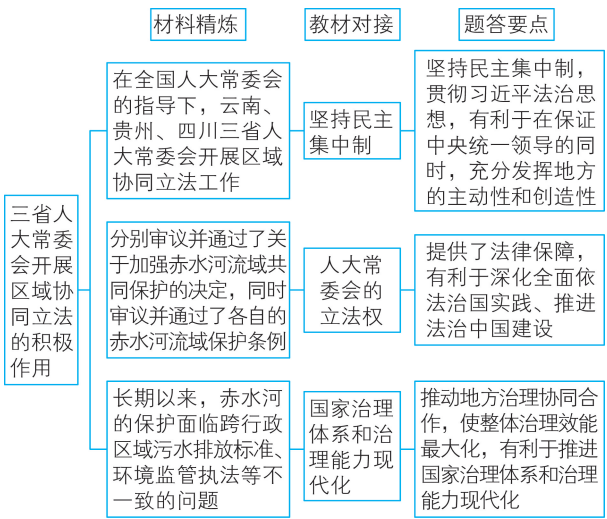 材料精炼
教材对接
题答要点
三省人
大常委
会开展
区域协
同立法
的积极
作用
在全国人大常委会
的指导下，云南、
贵州、四川三省人
大常委会开展区域
协同立法工作
坚持民主
集中制
坚持民主集中制，
贯彻习近平法治思
想，有利于在保证
中央统一领导的同
时，充分发挥地方
的主动性和创造性
分别审议并通过了关
于加强赤水河流域共
同保护的决定，同时
审议并通过了各自的
赤水河流域保护条例
人大常
委会的
立法权
提供了法律保障，
有利于深化全面依
法治国实践、推进
法治中国建设
长期以来，赤水河
的保护面临跨行政
区域污水排放标准、
环境监管执法等不
一致的问题
国家治理
体系和治
理能力现
代化
推动地方治理协同合
作，使整体治理效能
最大化，有利于推进
国家治理体系和治理
能力现代化